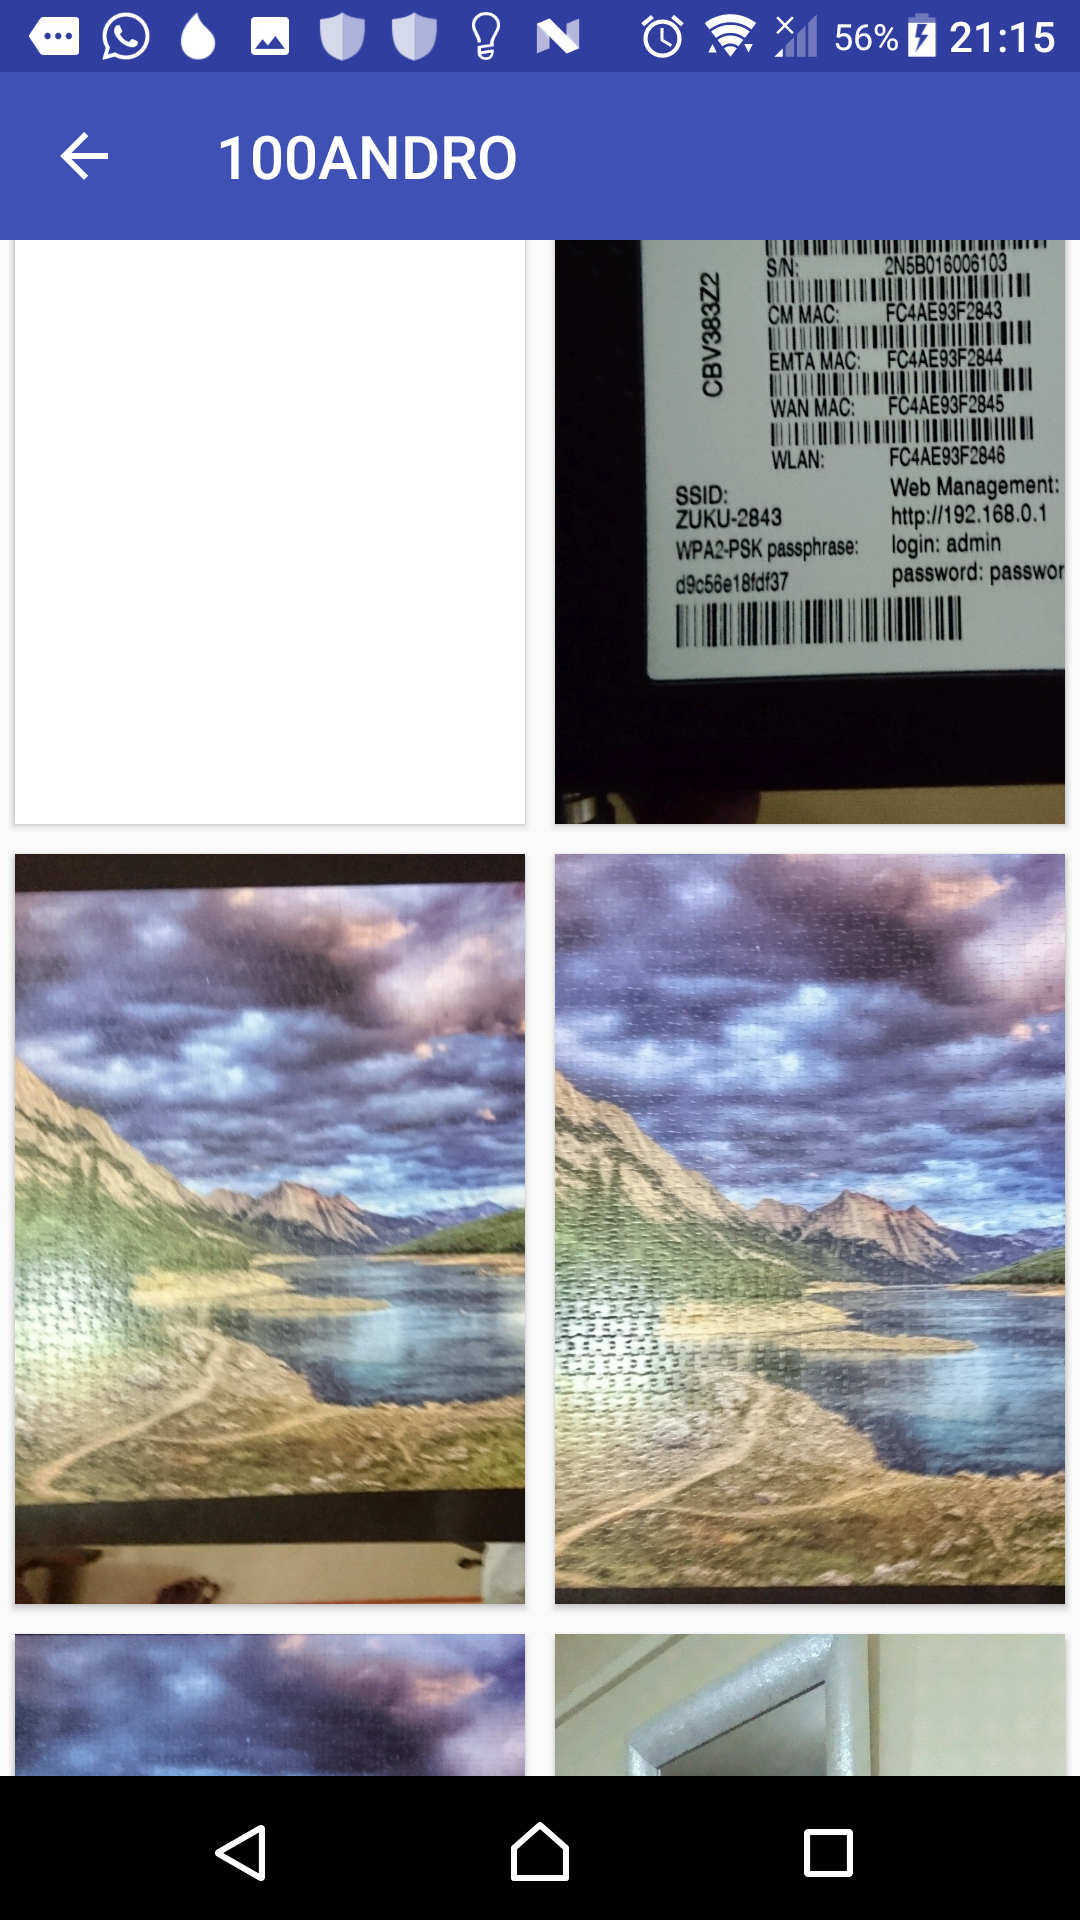 56% 21:15
100ANDRO
S/N: 2N5B016006103
CM MAC: FC4AE93F2843
EMTA MAC: FC4AE93F2844
WAN MAC: FC4AE93F2845
WLAN: FC4AE93F2846
CBV383Z2
SSID:
ZUKU-2843
WPA2-PSK passphrase:
d9c56e18fdf37
Web Management:
http://192.168.0.1
login: admin
password: passwor